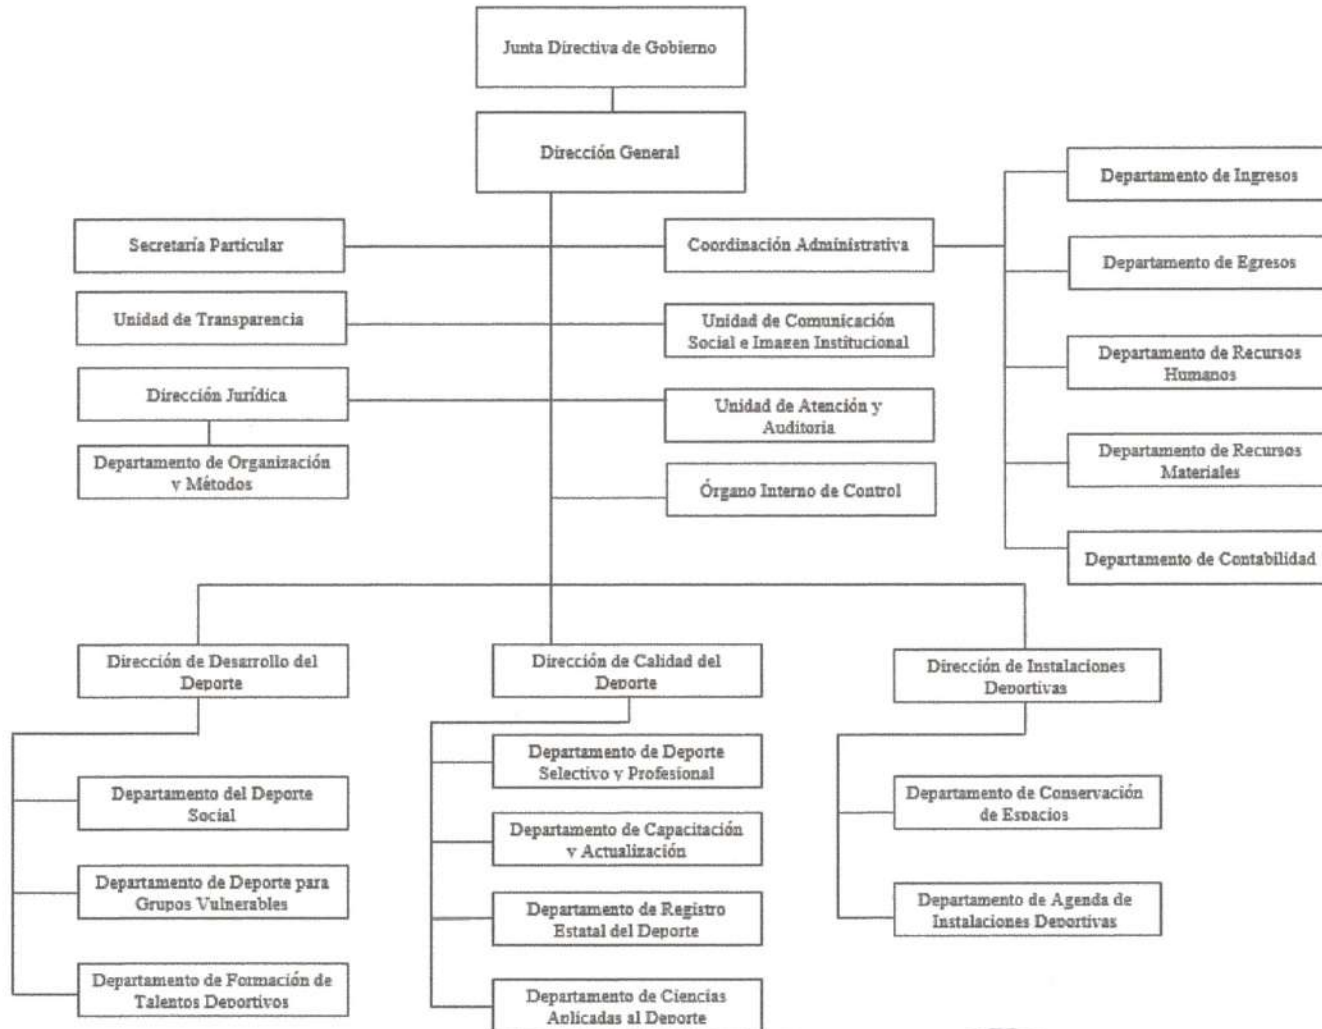 Junta Directiva de Gobierno
Dirección General
Departamento de Ingresos
Secretaría Particular
Coordinación Administrativa
Departamento de Egresos
Unidad de Transparencia
Unidad de Comunicación
Social e Imagen Institucional
Departamento de Recursos
Humanos
Dirección Jurídica
Unidad de Atención y
Auditoria
Departamento de Organización
y Métodos
Departamento de Recursos
Materiales
Órgano Interno de Control
Departamento de Contabilidad
Dirección de Desarrollo del
Deporte
Dirección de Calidad del
Deporte
Dirección de Instalaciones
Deportivas
Departamento del Deporte
Social
Departamento de Deporte para
Grupos Vulnerables
Departamento de Formación de
Talentos Deportivos
Departamento de Deporte
Selectivo y Profesional
Departamento de Capacitación
y Actualización
Departamento de Registro
Estatal del Deporte
Departamento de Ciencias
Aplicadas al Deporte
Departamento de Conservación
de Espacios
Departamento de Agenda de
Instalaciones Deportivas